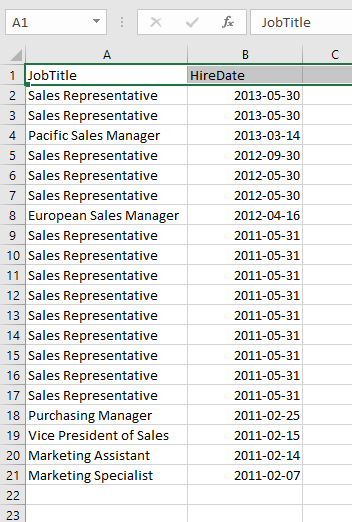 A1 fx JobTitle
A B C
1 JobTitle HireDate
2 Sales Representative 2013-05-30
3 Sales Representative 2013-05-30
4 Pacific Sales Manager 2013-03-14
5 Sales Representative 2012-09-30
6 Sales Representative 2012-05-30
7 Sales Representative 2012-05-30
8 European Sales Manager 2012-04-16
9 Sales Representative 2011-05-31
10 Sales Representative 2011-05-31
11 Sales Representative 2011-05-31
12 Sales Representative 2011-05-31
13 Sales Representative 2011-05-31
14 Sales Representative 2011-05-31
15 Sales Representative 2011-05-31
16 Sales Representative 2011-05-31
17 Sales Representative 2011-05-31
18 Purchasing Manager 2011-02-25
19 Vice President of Sales 2011-02-15
20 Marketing Assistant 2011-02-14
21 Marketing Specialist 2011-02-07
22
23